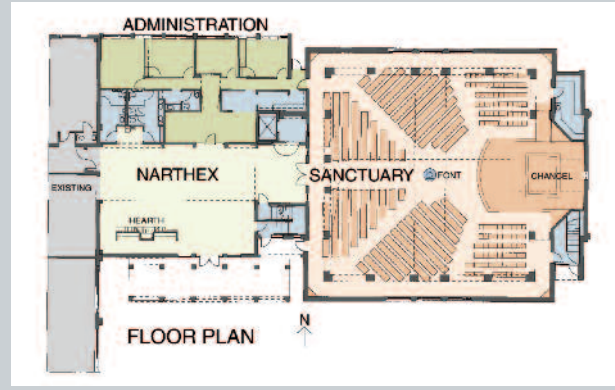 ADMINISTRATION
EXISTING
NARTHEX
SANCTUARY
FONT
CHANCEL
HEARTH
FLOOR PLAN
N